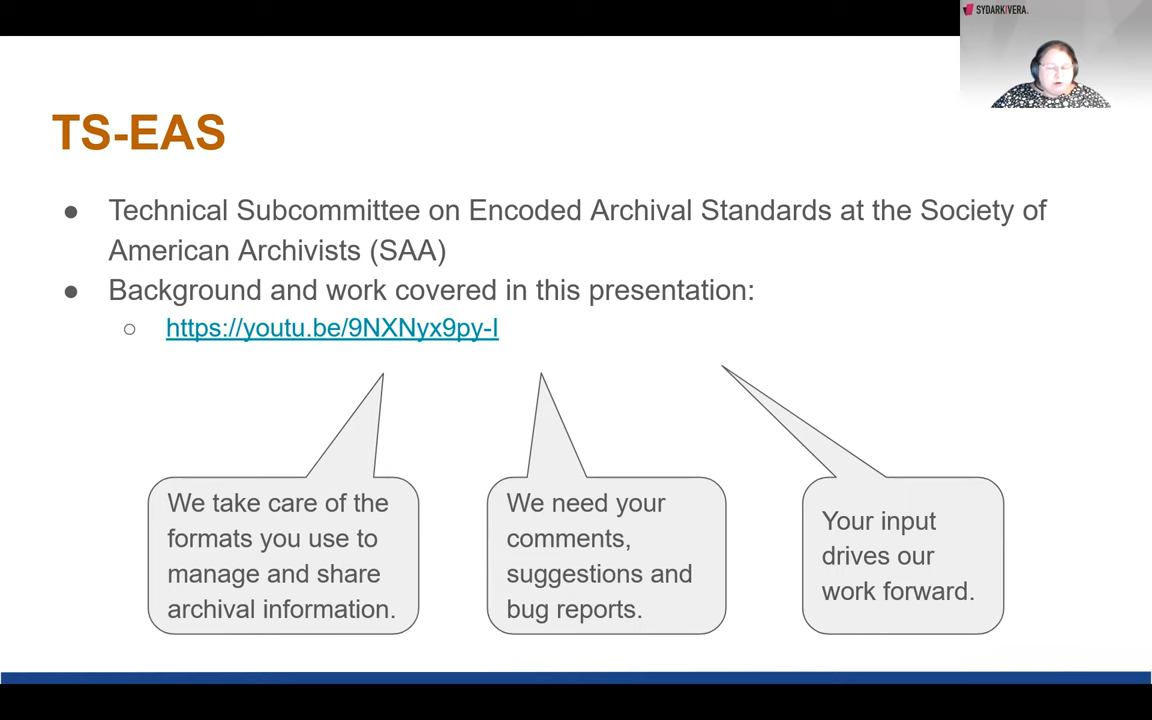 SYDARKIVERA.
TS-EAS
● Technical Subcommittee on Encoded Archival Standards at the Society of
American Archivists (SAA)
● Background and work covered in this presentation:
○ https://youtu.be/9NXNyx9py-I
We take care of the
formats you use to
manage and share
archival information.
We need your
comments,
suggestions and
bug reports.
Your input
drives our
work forward.